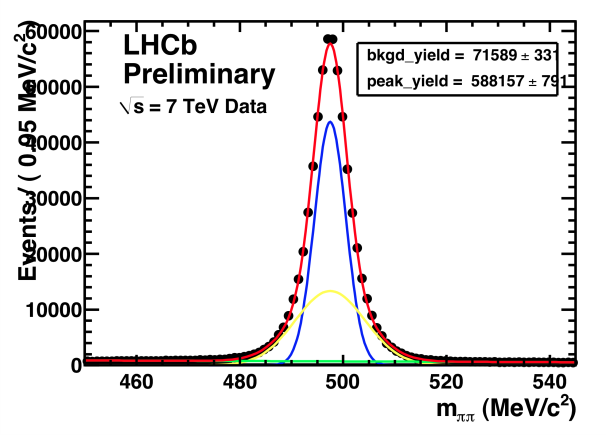 LHCb
Preliminary
√s = 7 TeV Data
bkgd_yield = 71589 ± 331
peak_yield = 588157 ± 791
Events / ( 0.95 MeV/c² )
60000
50000
40000
30000
20000
10000
0
460 480 500 520 540
mππ (MeV/c²)